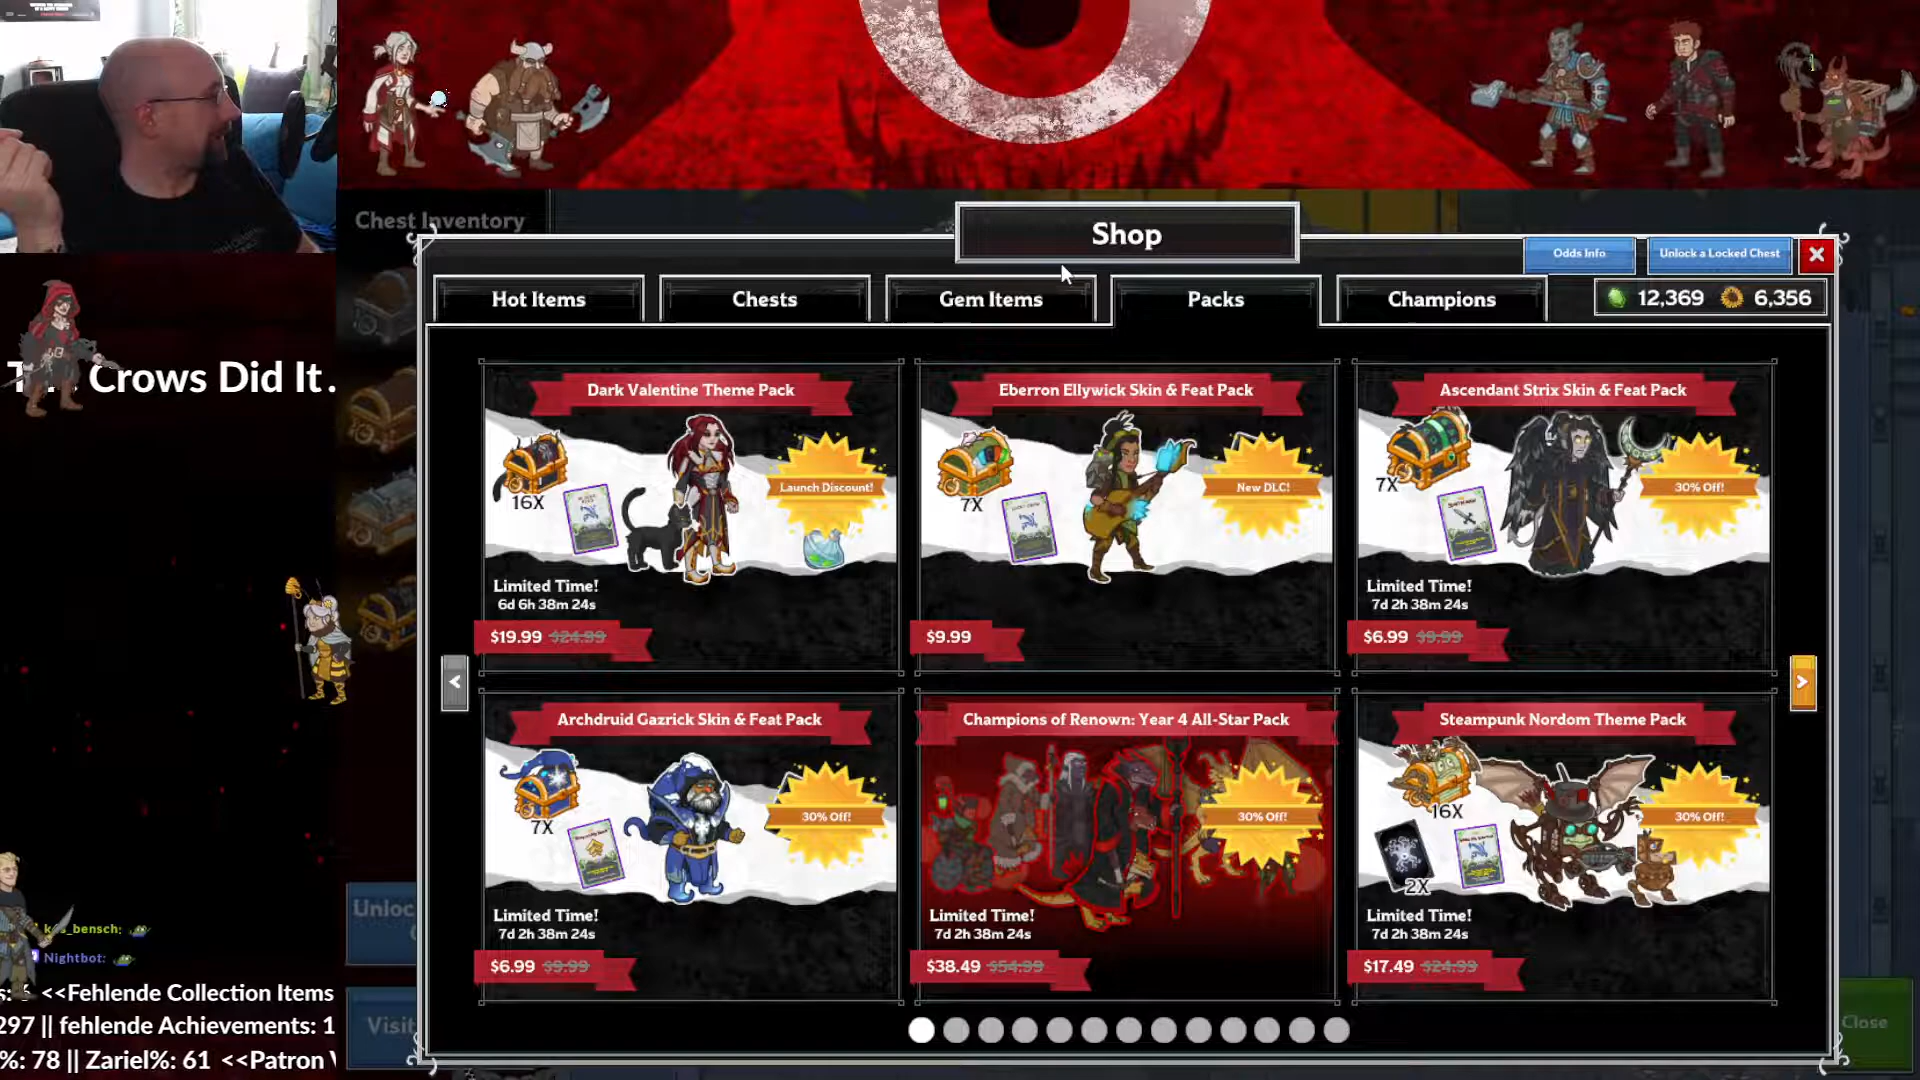 Chest Inventory
Shop
Odds Info
Unlock a Locked Chest
Hot Items
Chests
Gem Items
Packs
Champions
12,369
6,356
Crows Did It.
Dark Valentine Theme Pack
16X
Launch Discount!
Limited Time!
6d 6h 38m 24s
$19.99 $24.99
Eberron Ellywick Skin & Feat Pack
7X
New DLC!
$9.99
Ascendant Strix Skin & Feat Pack
7X
30% Off!
Limited Time!
7d 2h 38m 24s
$6.99 $9.99
Archdruid Gazrick Skin & Feat Pack
7X
30% Off!
Limited Time!
7d 2h 38m 24s
$6.99 $9.99
Champions of Renown: Year 4 All-Star Pack
30% Off!
Limited Time!
7d 2h 38m 24s
$38.49 $54.99
Steampunk Nordom Theme Pack
16X
2X
30% Off!
Limited Time!
7d 2h 38m 24s
$17.49 $24.99
Unloc
Visit
Close
Nightbot:
<<Fehlende Collection Items
297 || fehlende Achievements: 1
%: 78 || Zariel%: 61 <<Patron